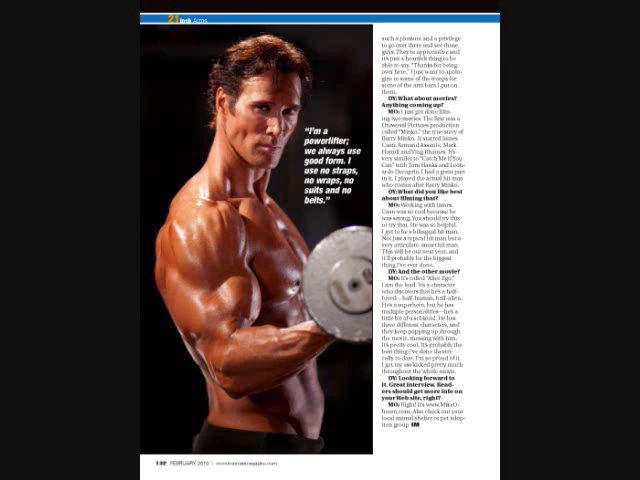 21 inch Arms
"I'm a
powerlifter;
we always use
good form. I
use no straps,
no wraps, no
suits and no
belts."
such a pleasure and a privilege
to go over there and see those
guys. They're appreciative and
it's just a heartfelt thing to be
able to say, "Thanks for being
over here." I just want to apolo-
gize to some of the troops for
some of the arm bars I put on
them.
DY: What about movies?
Anything coming up?
MO: I just got done film-
ing two movies. The first was a
Universal Pictures production
called "Minko," the true story of
Barry Minko. It starred James
Caan, Armand Assente, Mark
Hamill and Ving Rhames. It's
very similar to "Catch Me If You
Can" with Tom Hanks and Leon-
ardo Decaprio. I had a great part
in it. I played the actual hit man
who comes after Barry Minko.
DY: What did you like best
about filming that?
MO: Working with James
Caan was so cool because he
was saying, You should try this
or try that. He was so helpful.
I got to be a bilingual hit man.
Not just a typical hit man but a
very articulate, smart hit man.
This will be out next year, and
it'll probably be the biggest
thing I've ever done.
DY: And the other movie?
MO: It's called "Alter Ego."
I am the lead. It's a character
who discovers that he's a half-
breed—half-human, half-alien.
He's a superhero, but he has
multiple personalities—he's a
little bit of a schizoid. He has
three different characters, and
they keep popping up through
the movie, messing with him.
It's pretty cool. It's probably the
best thing I've done theatri-
cally to date. I'm so proud of it.
I get my ass kicked pretty much
throughout the whole movie.
DY: Looking forward to
it. Great interview. Read-
ers should get more info on
your Web site, right?
MO: Right! It's www.MikeO-
hearn.com. Also check out your
local animal shelter or pet adop-
tion group. IM
132 FEBRUARY 2010 \ www.ironmanmagazine.com